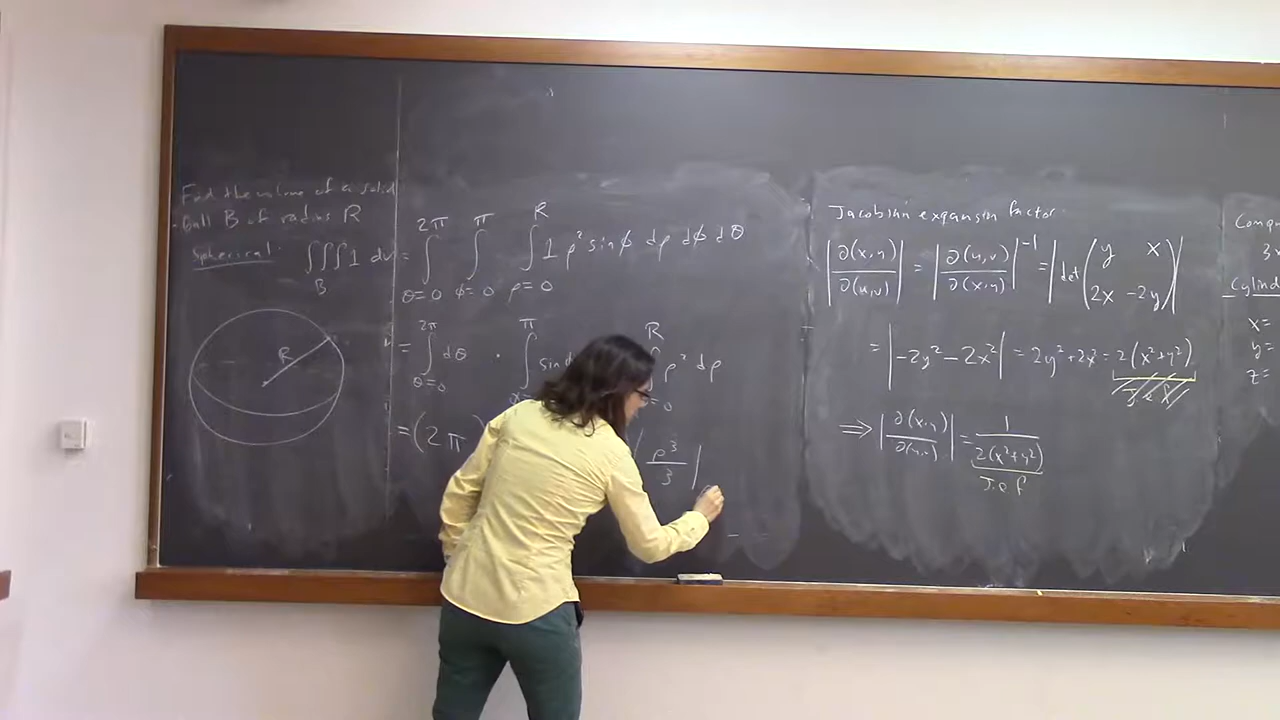 Find the volume of a solid
ball B of radius R
Spherical: ∭_B 1 dV
R
= ∫_{θ=0}^{2π} ∫_{φ=0}^{π} ∫_{ρ=0}^{R} 1 ρ² sin φ dρ dφ dθ
= ∫_{θ=0}^{2π} dθ · ∫^{π} sin ∫^{R} ρ² dρ
= (2π) ρ³/3 |
Jacobian expansion factor:
|∂(x,y)/∂(u,v)| = |∂(u,v)/∂(x,y)|⁻¹ = |det (y x / 2x -2y)|
= |-2y² - 2x²| = 2y² + 2x² = 2(x² + y²)
⟹ |∂(x,y)/∂(u,v)| = 1/(2(x² + y²))
J.e.f
Comp
3
Cylind
x=
y=
z=